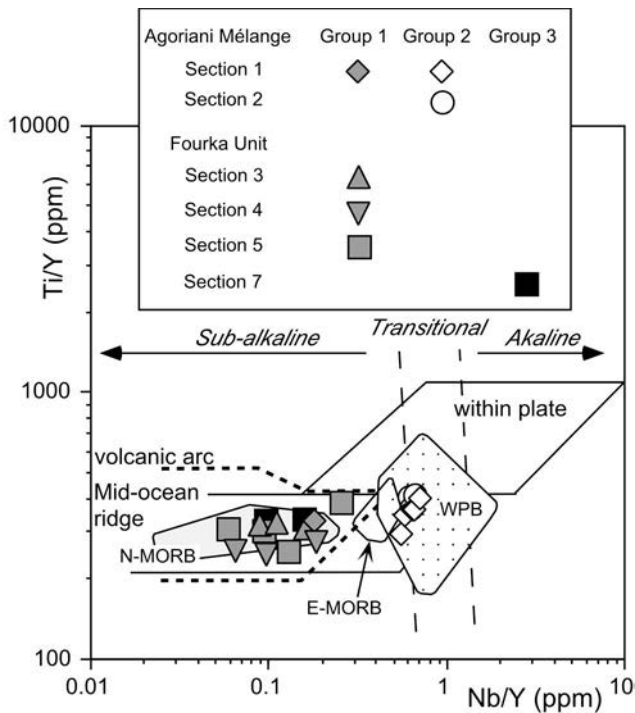 Agoriani Mélange Group 1 Group 2 Group 3
Section 1
Section 2
Fourka Unit
Section 3
Section 4
Section 5
Section 7
10000
Ti/Y (ppm)
Sub-alkaline Transitional Akaline
1000
within plate
volcanic arc
Mid-ocean
ridge
WPB
N-MORB
E-MORB
100
0.01 0.1 1 10
Nb/Y (ppm)